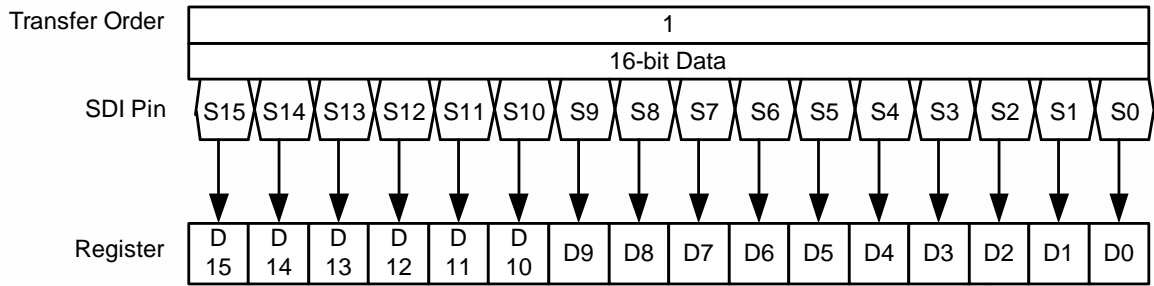 Transfer Order 1
16-bit Data
SDI Pin S15 S14 S13 S12 S11 S10 S9 S8 S7 S6 S5 S4 S3 S2 S1 S0
Register D 15 D 14 D 13 D 12 D 11 D 10 D9 D8 D7 D6 D5 D4 D3 D2 D1 D0